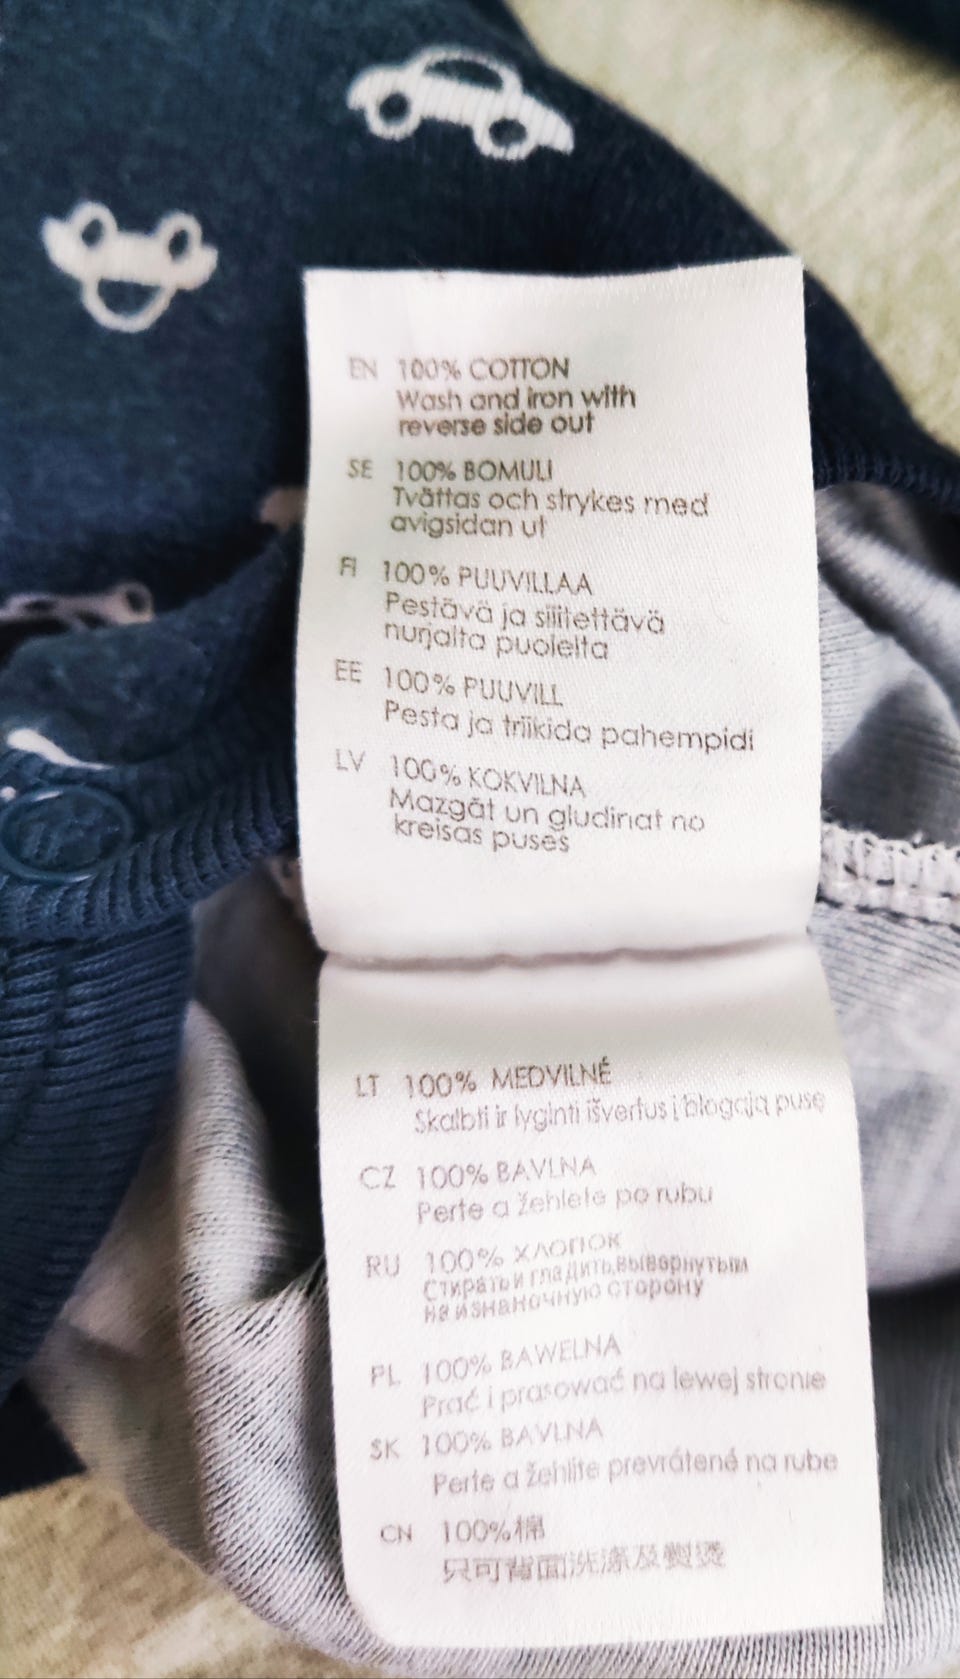 EN 100% COTTON
Wash and iron with
reverse side out
SE 100% BOMULL
Tvättas och strykes med
avigsidan ut
FI 100% PUUVILLAA
Pestävä ja silitettävä
nurjalta puolelta
EE 100% PUUVILL
Pesta ja triikida pahempidi
LV 100% KOKVILNA
Mazgāt un gludināt no
kreisās puses
LT 100% MEDVILNĖ
Skalbti ir lyginti išvertus į blogąją pusę
CZ 100% BAVLNA
Perte a žehlete po rubu
RU 100% ХЛОПОК
Стирать и гладить, вывернутым
на изнаночную сторону
PL 100% BAWEŁNA
Prać i prasować na lewej stronie
SK 100% BAVLNA
Perte a žehlite prevrátené na rube
CN 100%棉
只可背面洗滌及熨燙